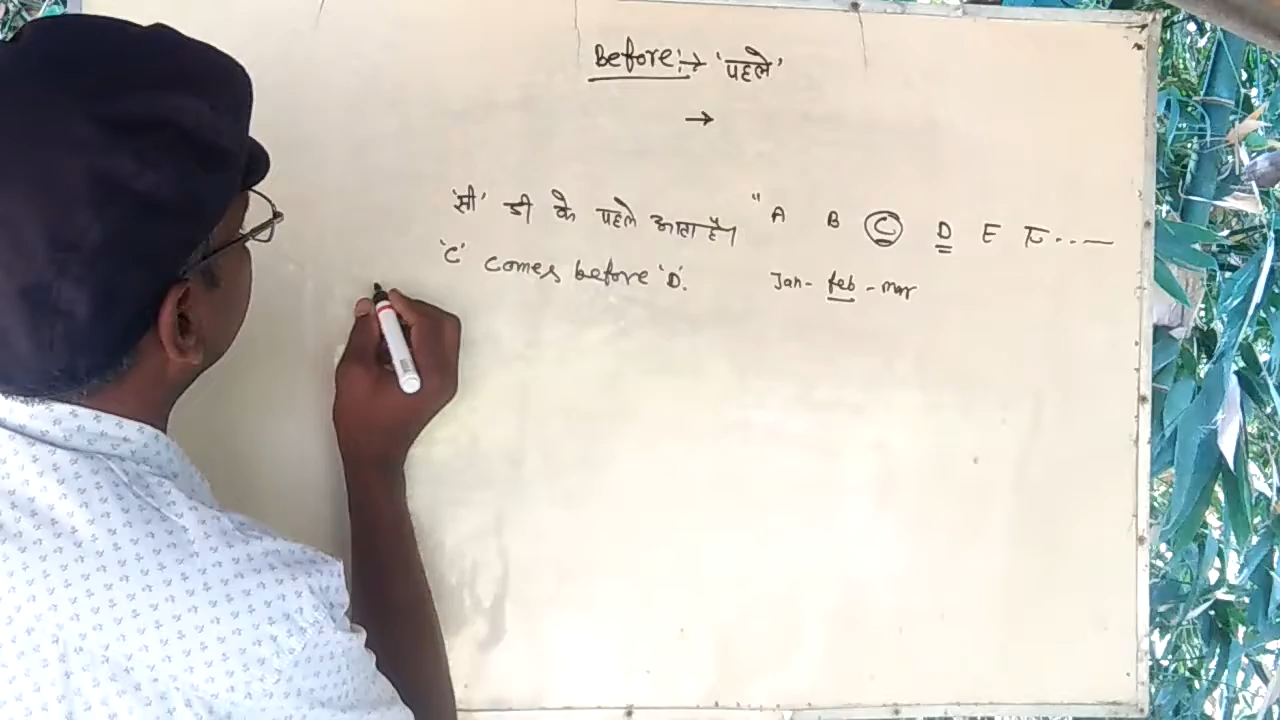 Before :→ 'पहले'
→
'सी' डी के पहले आता है। " A B C D E F...—
'C' comes before 'D'. Jan- feb - mar